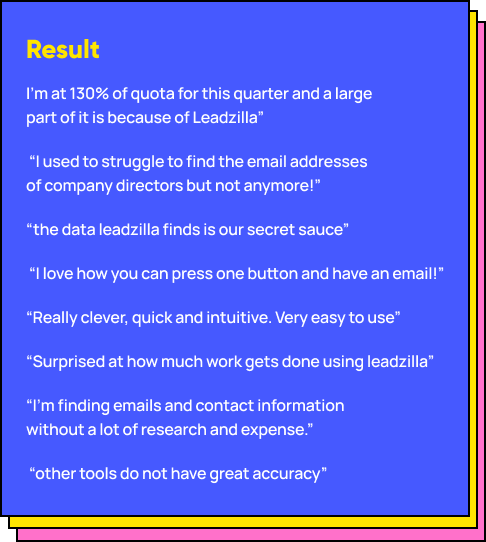 Result
I'm at 130% of quota for this quarter and a large
part of it is because of Leadzilla”
“I used to struggle to find the email addresses
of company directors but not anymore!”
“the data leadzilla finds is our secret sauce”
“I love how you can press one button and have an email!”
“Really clever, quick and intuitive. Very easy to use”
“Surprised at how much work gets done using leadzilla”
“I'm finding emails and contact information
without a lot of research and expense.”
“other tools do not have great accuracy”